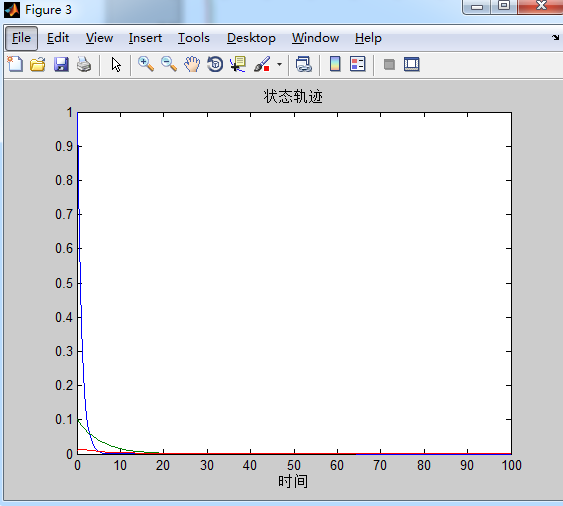 Figure 3
File Edit View Insert Tools Desktop Window Help
状态轨迹
1
0.9
0.8
0.7
0.6
0.5
0.4
0.3
0.2
0.1
0
0 10 20 30 40 50 60 70 80 90 100
时间